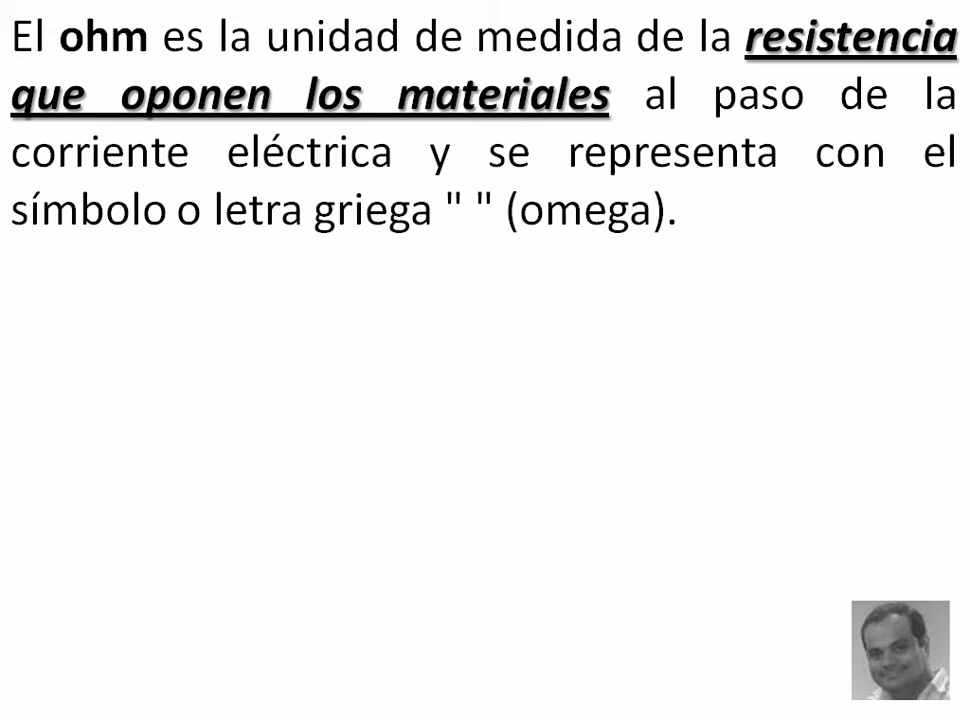 El ohm es la unidad de medida de la resistencia
que oponen los materiales al paso de la
corriente eléctrica y se representa con el
símbolo o letra griega " " (omega).